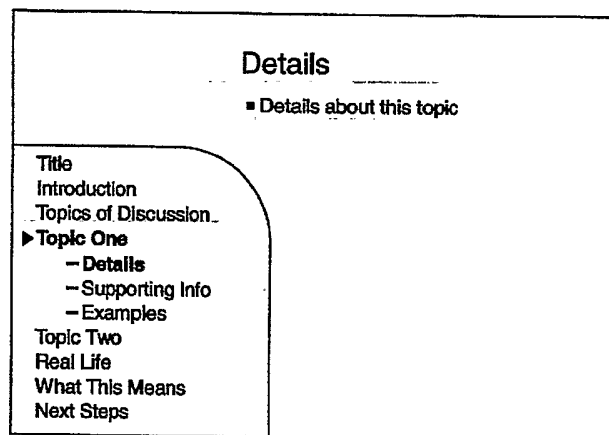 Details
▪ Details about this topic
Title
Introduction
Topics of Discussion
▶Topic One
– Details
– Supporting Info
– Examples
Topic Two
Real Life
What This Means
Next Steps